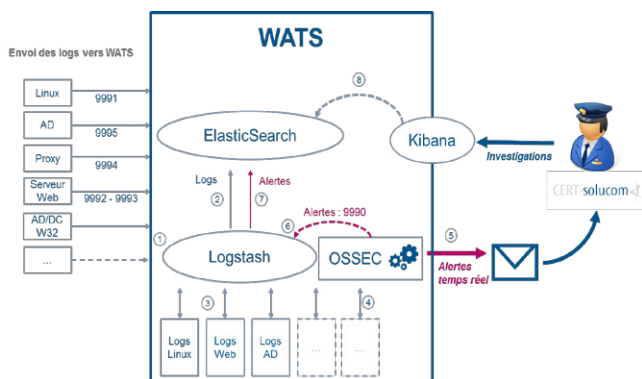 WATS
Envoi des logs vers WATS
Linux
9991
AD
9995
Proxy
9994
Serveur
Web
9992 - 9993
AD/DC
W32
...
1
ElasticSearch
8
Kibana
Investigations
CERT-solucom
Logs
2
Alertes
7
6
Alertes : 9990
Logstash
OSSEC
5
Alertes
temps réel
3
4
Logs
Linux
Logs
Web
Logs
AD
...
...